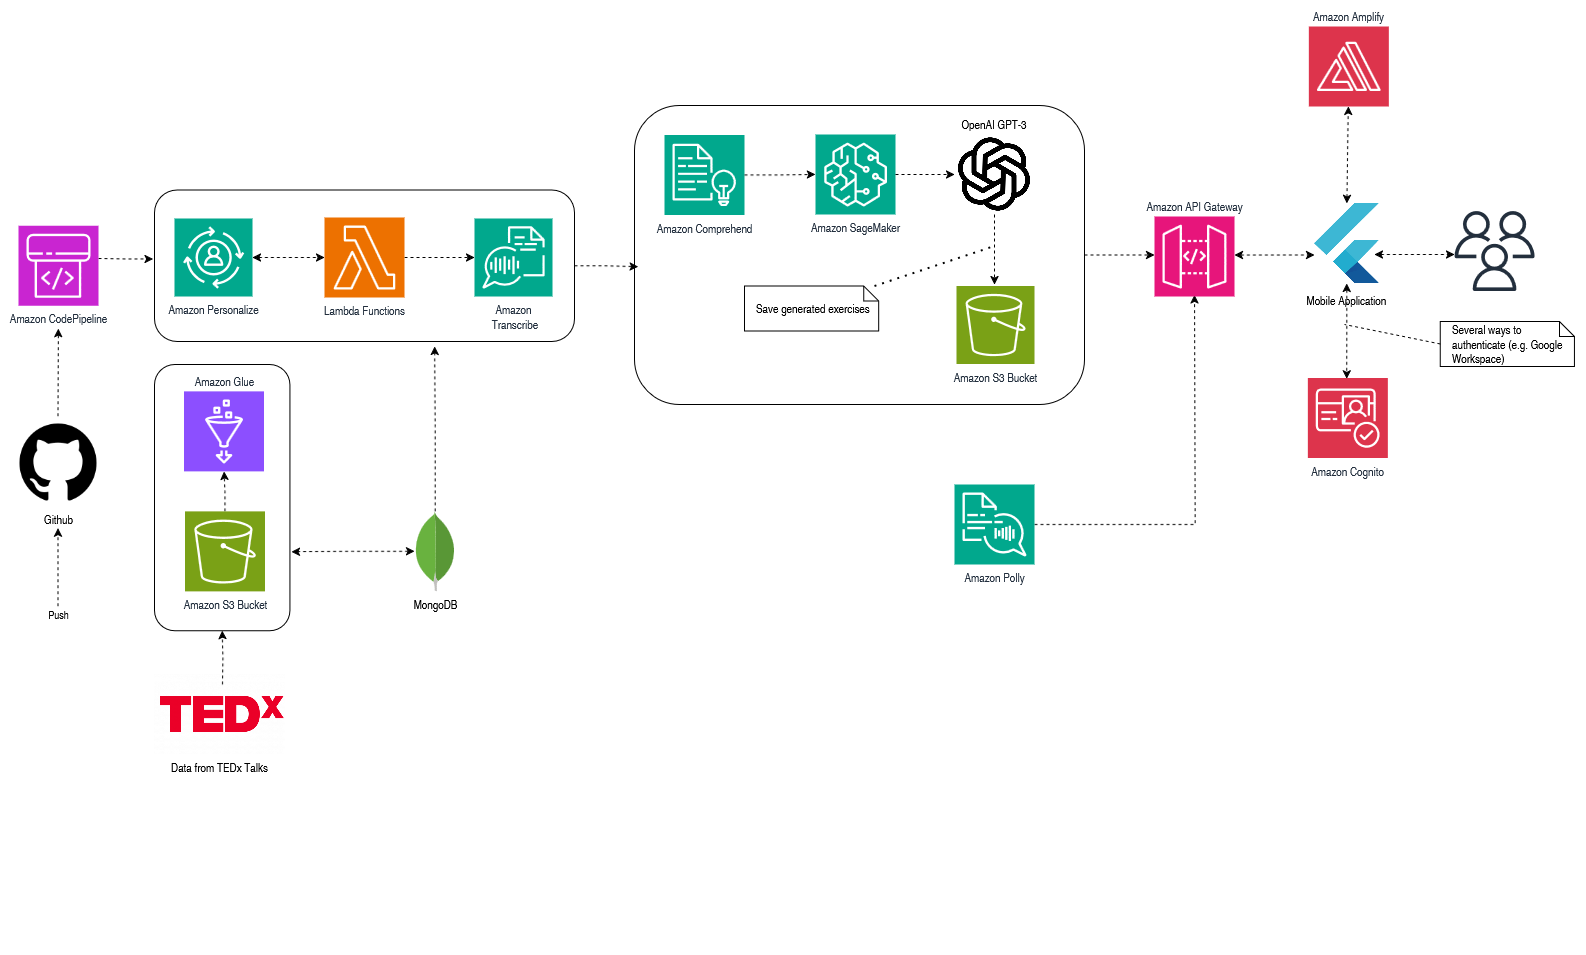 Amazon Amplify
OpenAI GPT-3
Amazon API Gateway
Amazon Comprehend
Amazon SageMaker
Amazon Personalize
Lambda Functions
Amazon
Transcribe
Amazon CodePipeline
Save generated exercises
Mobile Application
Several ways to
authenticate (e.g. Google
Workspace)
Amazon S3 Bucket
Amazon Glue
Amazon Cognito
Github
Amazon Polly
Amazon S3 Bucket
MongoDB
Push
TEDx
Data from TEDx Talks